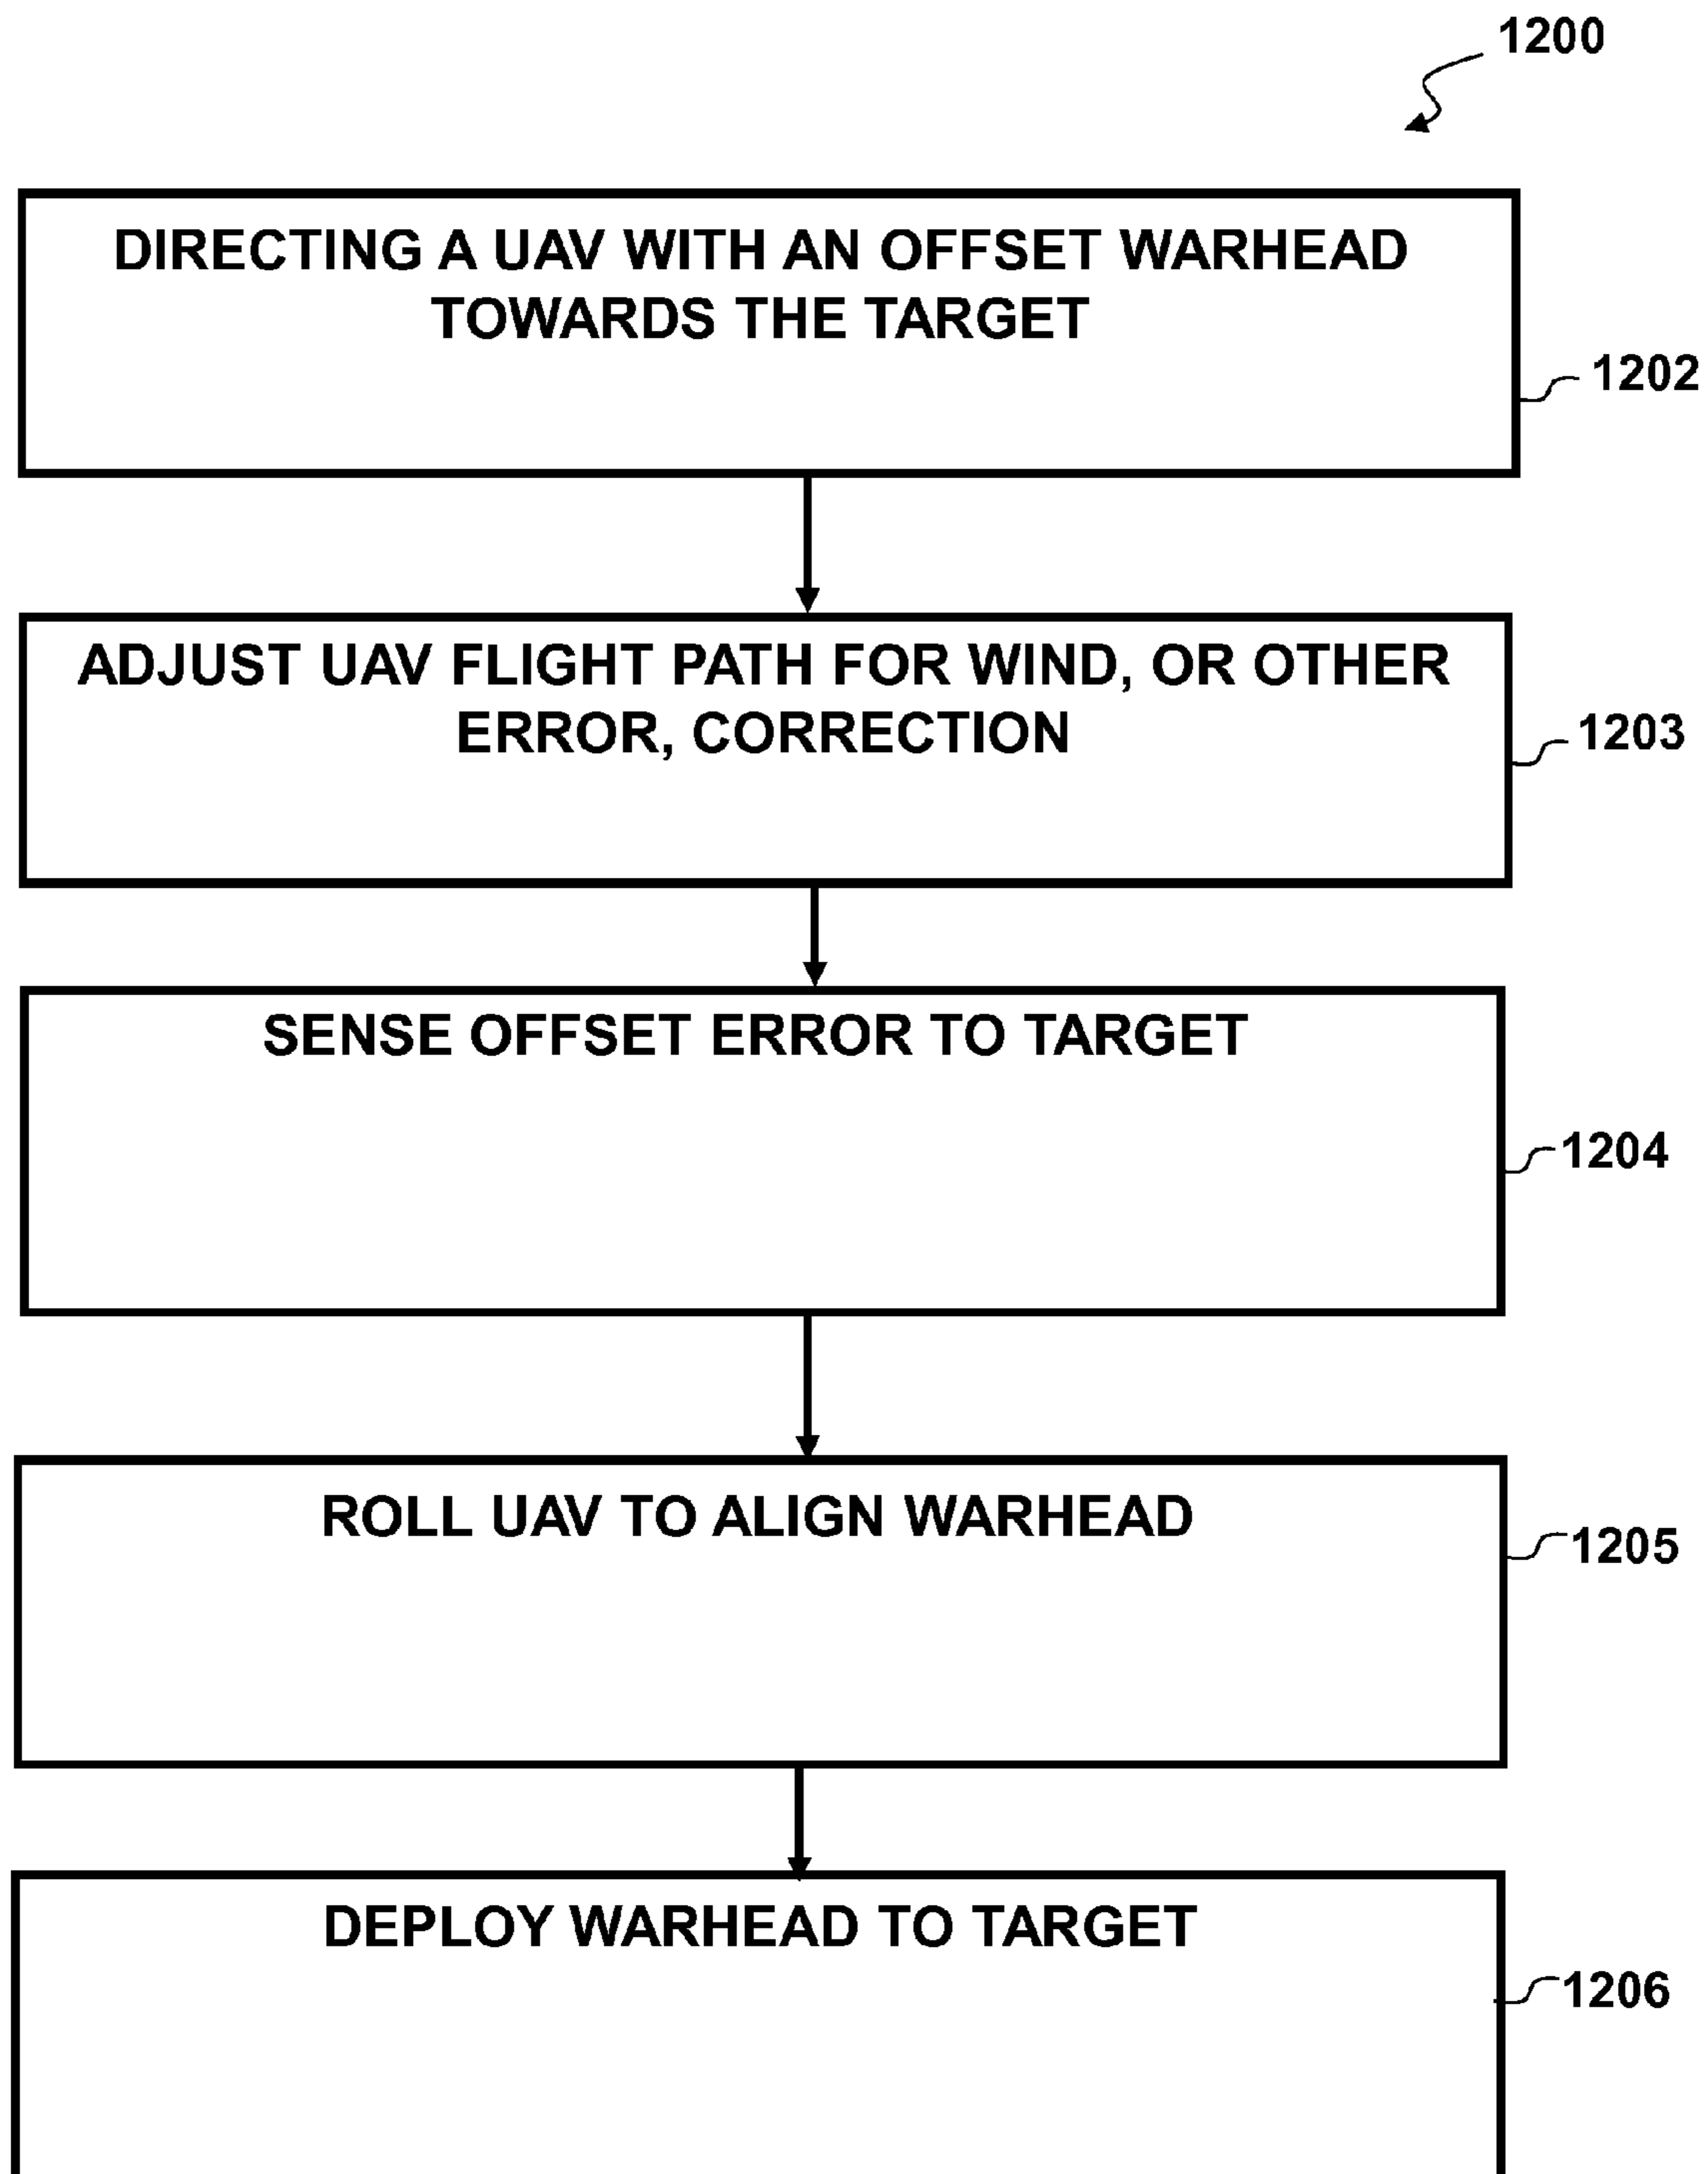 1200
DIRECTING A UAV WITH AN OFFSET WARHEAD
TOWARDS THE TARGET
1202
ADJUST UAV FLIGHT PATH FOR WIND, OR OTHER
ERROR, CORRECTION
1203
SENSE OFFSET ERROR TO TARGET
1204
ROLL UAV TO ALIGN WARHEAD
1205
DEPLOY WARHEAD TO TARGET
1206